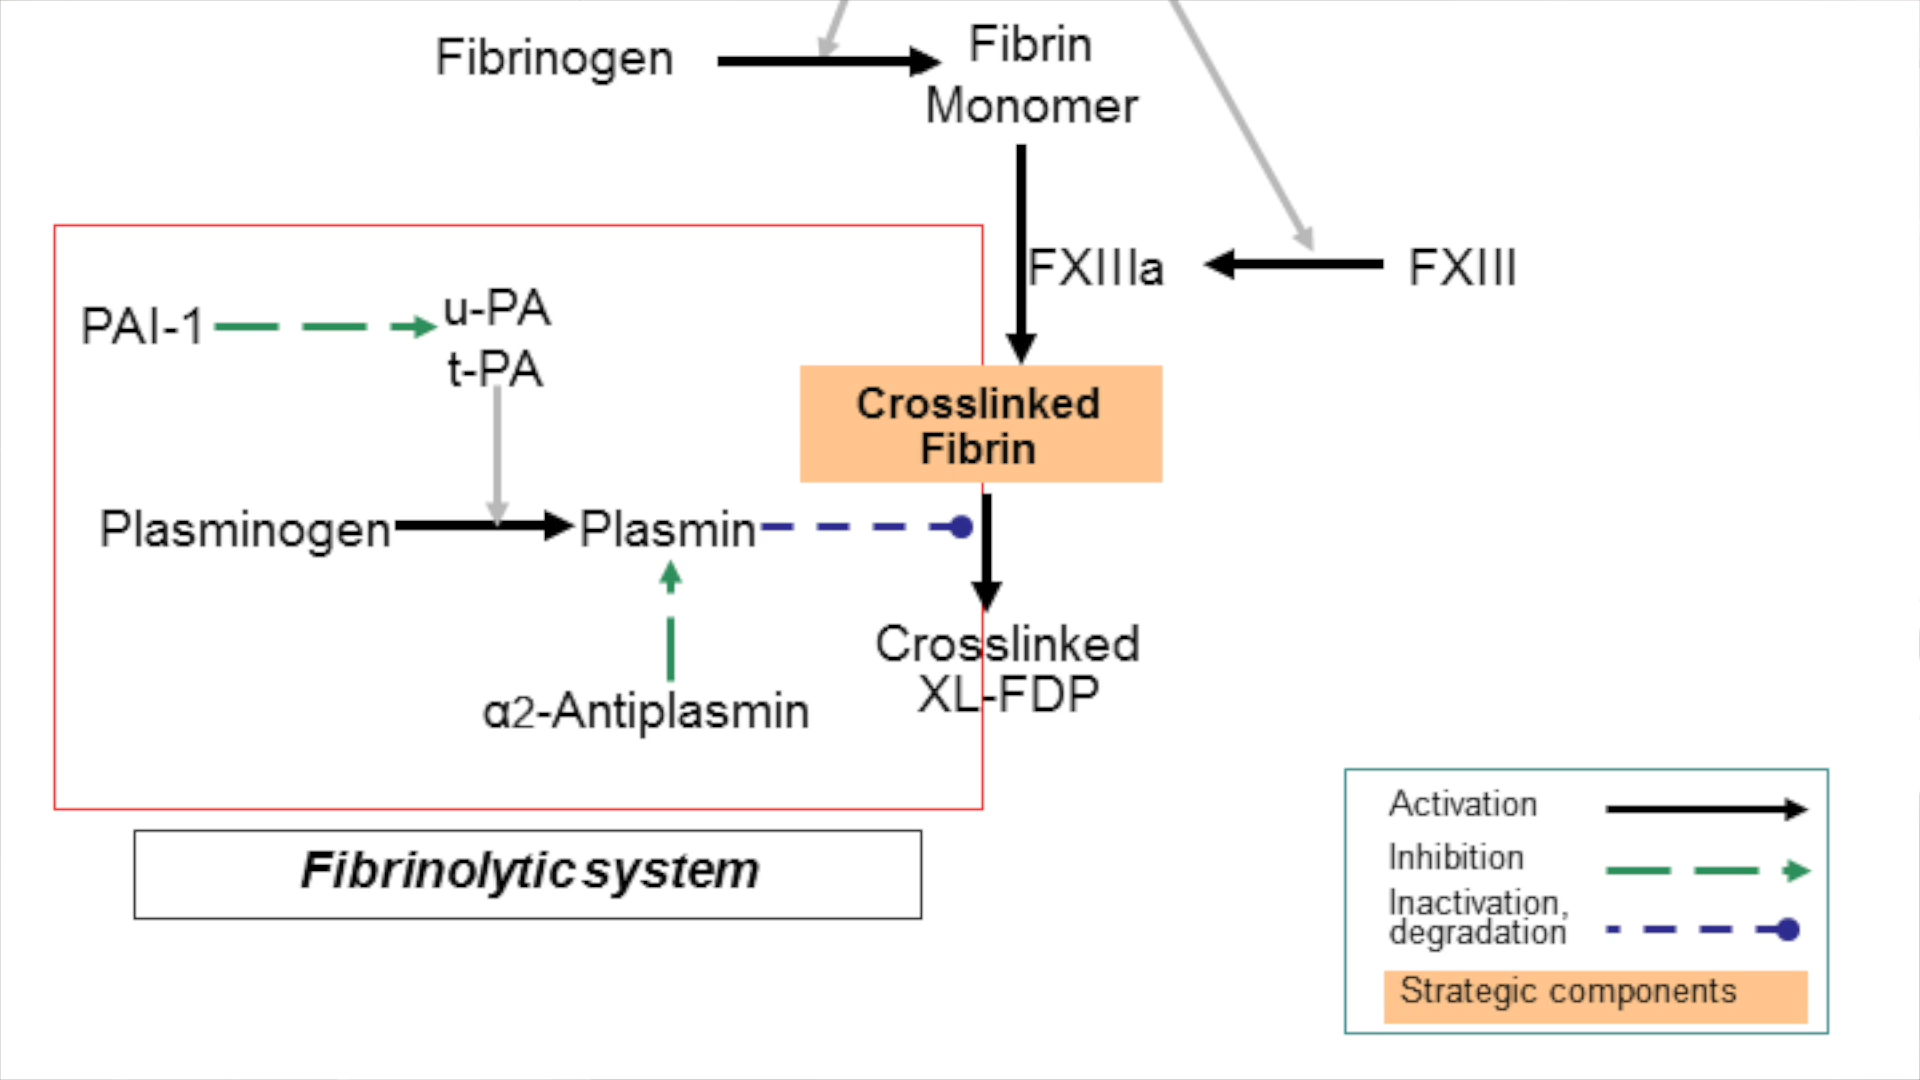 Fibrinogen
Fibrin
Monomer
FXIIIa
FXIII
PAI-1
u-PA
t-PA
Crosslinked
Fibrin
Plasminogen
Plasmin
Crosslinked
XL-FDP
α2-Antiplasmin
Fibrinolytic system
Activation
Inhibition
Inactivation,
degradation
Strategic components